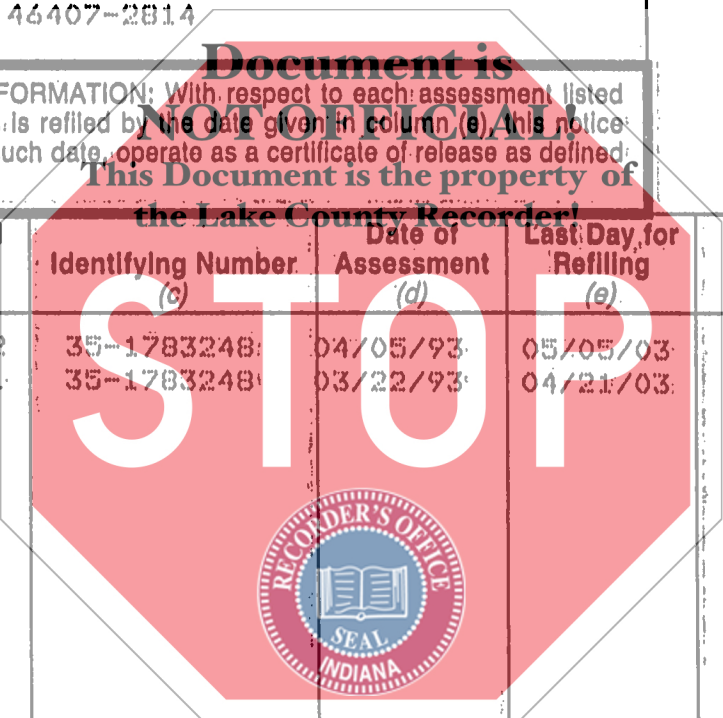 46407-2814
Document is
FORMATION: With respect to each assessment listed
NOT OFFICIAL!
is refiled by the date given in column (e), this notice
such date, operate as a certificate of release as defined
This Document is the property of
the Lake County Recorder!
Identifying Number
(c)
Date of
Assessment
(d)
Last Day for
Refiling
(e)
35-1783248 04/05/93 05/05/03
35-1783248 03/22/93 04/21/03
STOP
RECORDER'S OFFICE
SEAL
INDIANA